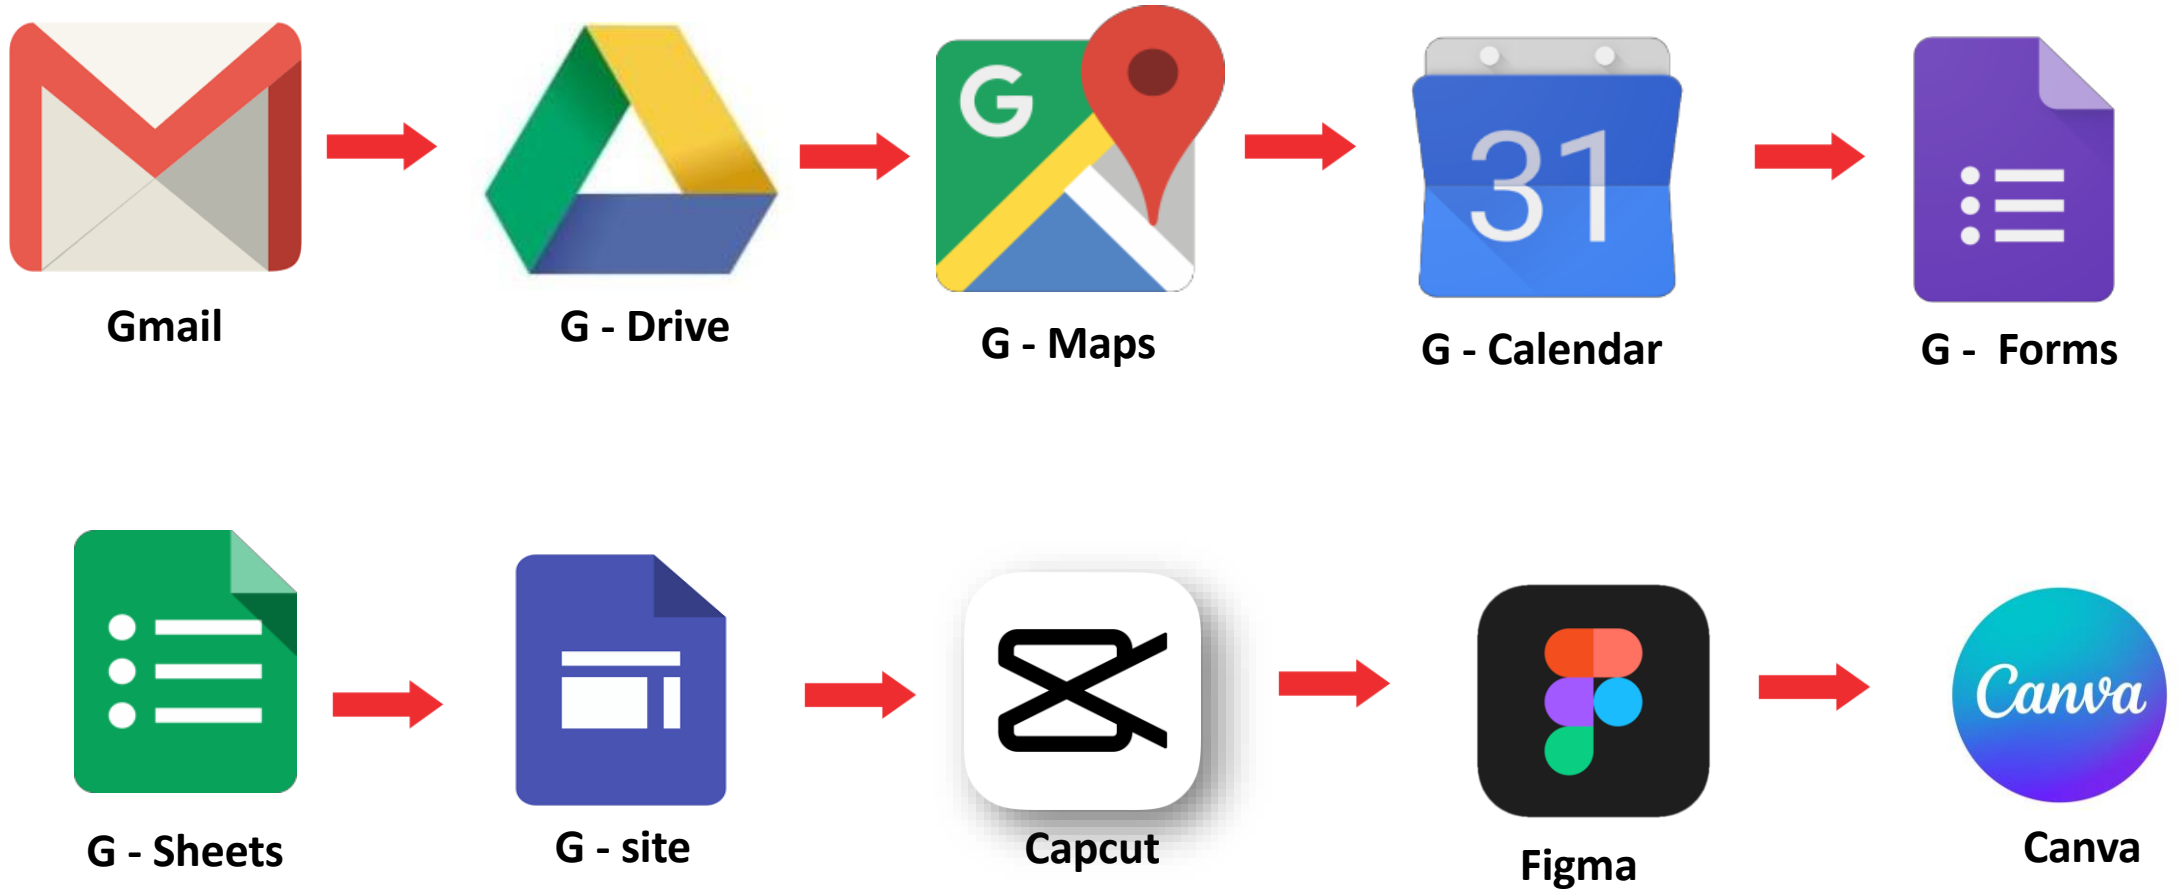 G
31
Gmail
G - Drive
G - Maps
G - Calendar
G -  Forms
Canva
G - Sheets
G - site
Capcut
Figma
Canva